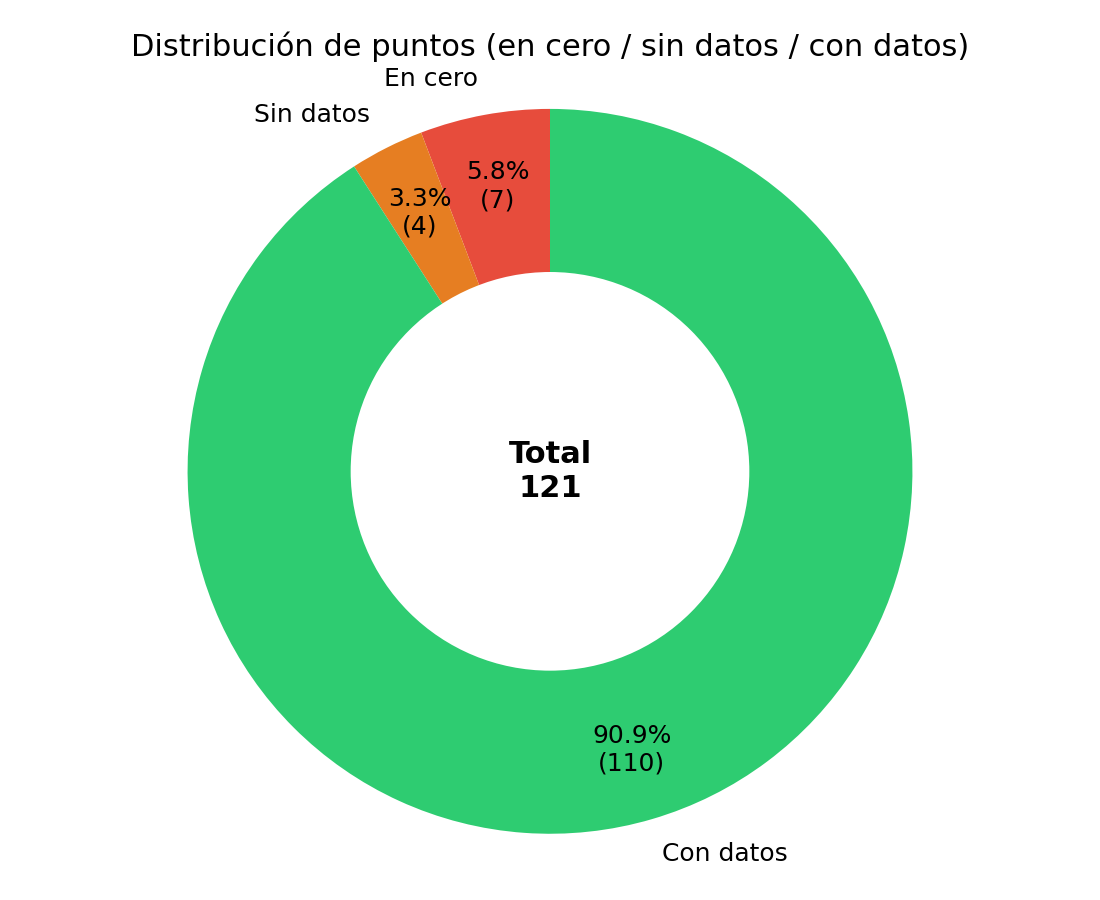 Distribución de puntos (en cero / sin datos / con datos)
En cero
Sin datos
5.8%
(7)
3.3%
(4)
Total
121
90.9%
(110)
Con datos